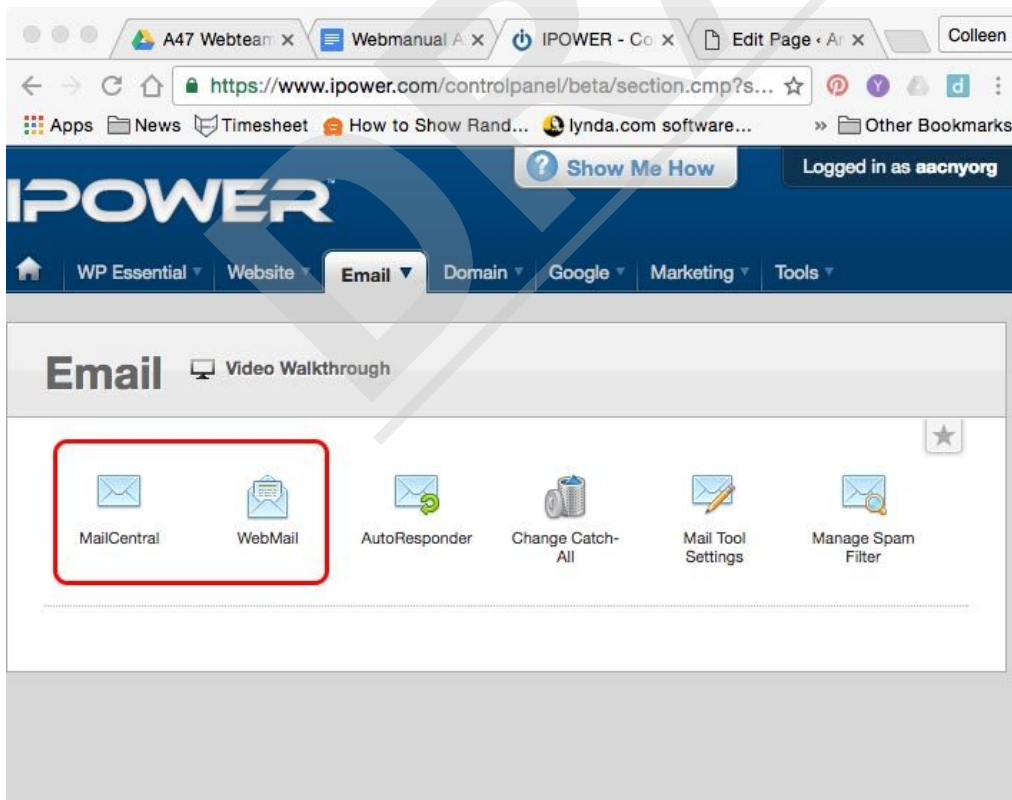 A47 Webtean
Webmanual A
IPOWER - Co
Edit Page ‹ Ar
Colleen
https://www.ipower.com/controlpanel/beta/section.cmp?s...
Apps News Timesheet How to Show Rand... lynda.com software... » Other Bookmarks
IPOWER
? Show Me How
Logged in as aacnyorg
WP Essential Website Email Domain Google Marketing Tools
Email Video Walkthrough
MailCentral
WebMail
AutoResponder
Change Catch-
All
Mail Tool
Settings
Manage Spam
Filter